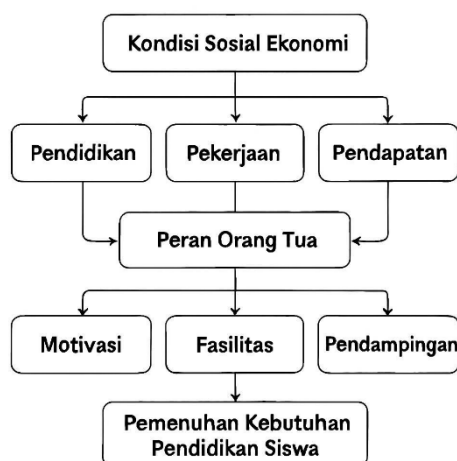 Kondisi Sosial Ekonomi
Pendidikan
Pekerjaan
Pendapatan
Peran Orang Tua
Motivasi
Fasilitas
Pendampingan
Pemenuhan Kebutuhan
Pendidikan Siswa